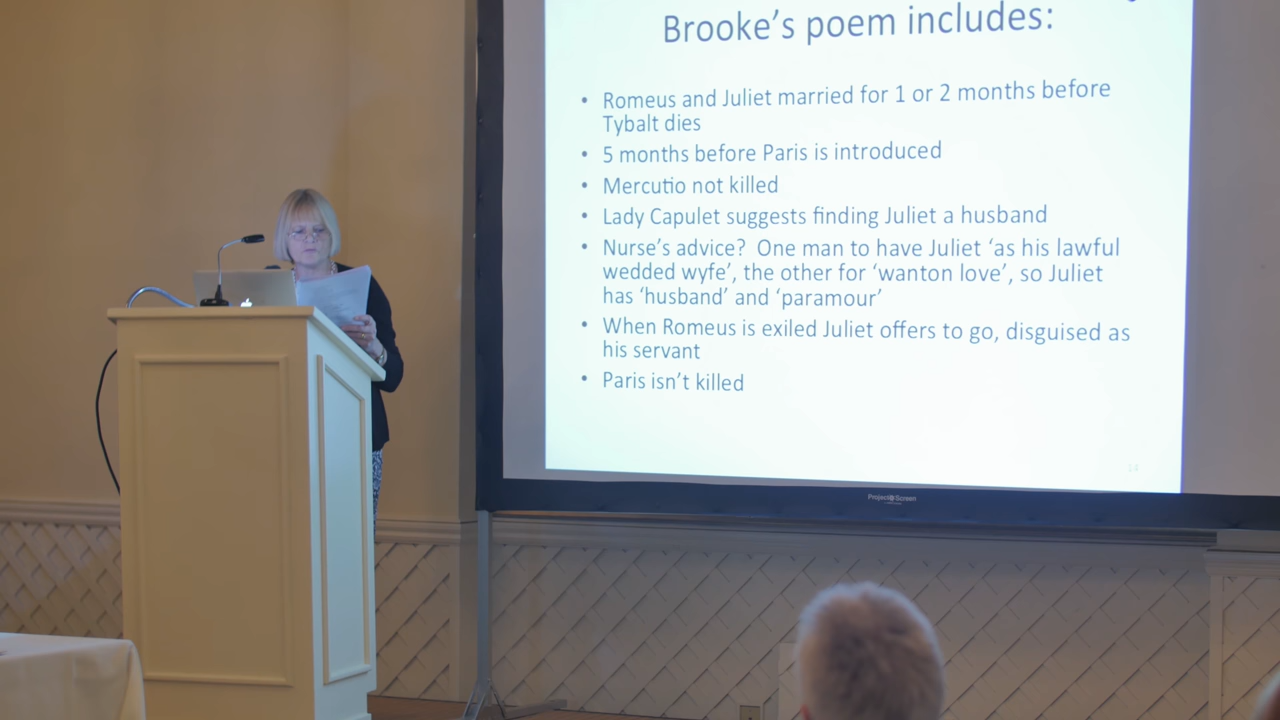 Brooke's poem includes:
• Romeus and Juliet married for 1 or 2 months before
Tybalt dies
• 5 months before Paris is introduced
• Mercutio not killed
• Lady Capulet suggests finding Juliet a husband
• Nurse's advice? One man to have Juliet ‘as his lawful
wedded wyfe’, the other for ‘wanton love’, so Juliet
has ‘husband’ and ‘paramour’
• When Romeus is exiled Juliet offers to go, disguised as
his servant
• Paris isn't killed
Project Screen